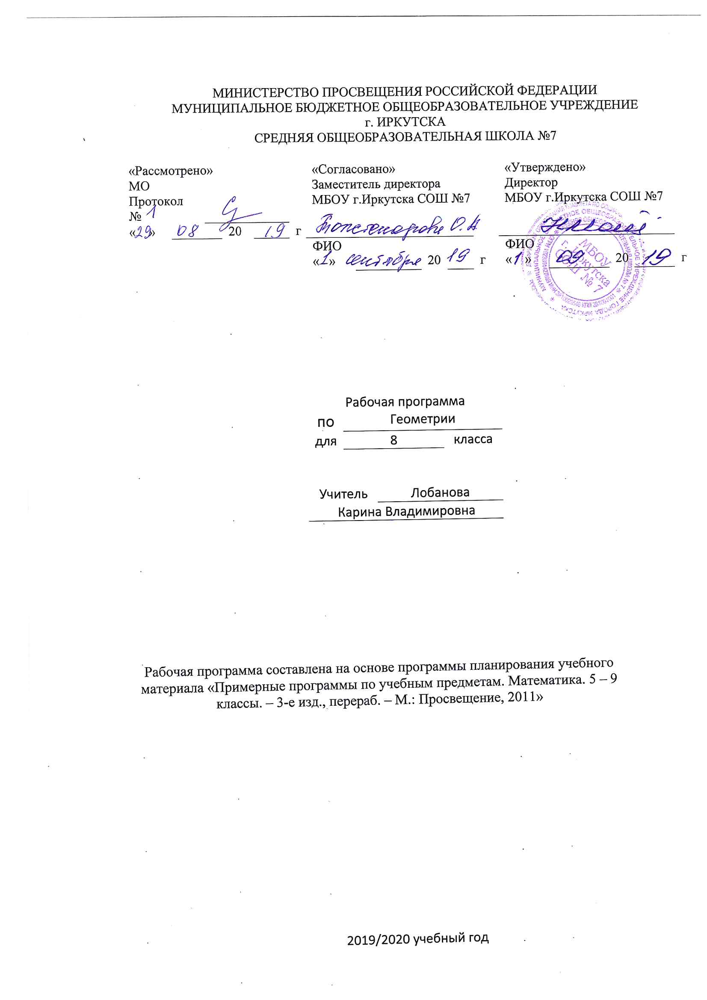 МИНИСТЕРСТВО ПРОСВЕЩЕНИЯ РОССИЙСКОЙ ФЕДЕРАЦИИ
МУНИЦИПАЛЬНОЕ БЮДЖЕТНОЕ ОБЩЕОБРАЗОВАТЕЛЬНОЕ УЧРЕЖДЕНИЕ
г. ИРКУТСКА
СРЕДНЯЯ ОБЩЕОБРАЗОВАТЕЛЬНАЯ ШКОЛА №7
«Рассмотрено»
МО
Протокол
№ 1
«29» 08 20 19 г
«Согласовано»
Заместитель директора
МБОУ г.Иркутска СОШ №7
О.А
ФИО
«1» сентября 20 19 г
«Утверждено»
Директор
МБОУ г.Иркутска СОШ №7
ФИО
«1» 09 20 19 г
МБОУ
г. Иркутска
СОШ № 7
Рабочая программа
по Геометрии
для 8 класса
Учитель Лобанова
Карина Владимировна
Рабочая программа составлена на основе программы планирования учебного
материала «Примерные программы по учебным предметам. Математика. 5 – 9
классы. – 3-е изд., перераб. – М.: Просвещение, 2011»
2019/2020 учебный год